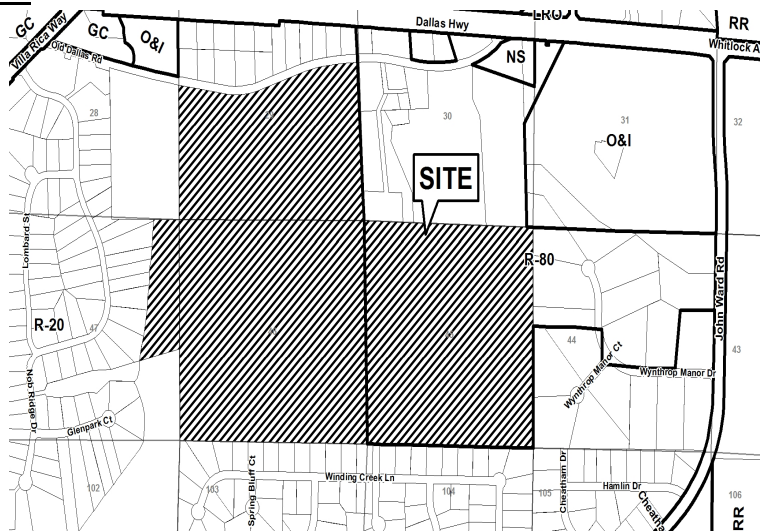 LRO
RR
Dallas Hwy
GC
GC
O&I
Villa Rica Way
Old Dallas Rd
NS
Whitlock A
28
30
31
32
O&I
SITE
Lombard St
R-80
John Ward Rd
R-20
47
44
43
Wynthrop Manor Ct
Wynthrop Manor Dr
Nob Ridge Dr
Glenpark Ct
Winding Creek Ln
102
103
Spring Bluff Ct
104
105
Cheatham Dr
Hamlin Dr
Cheatha
106
RR